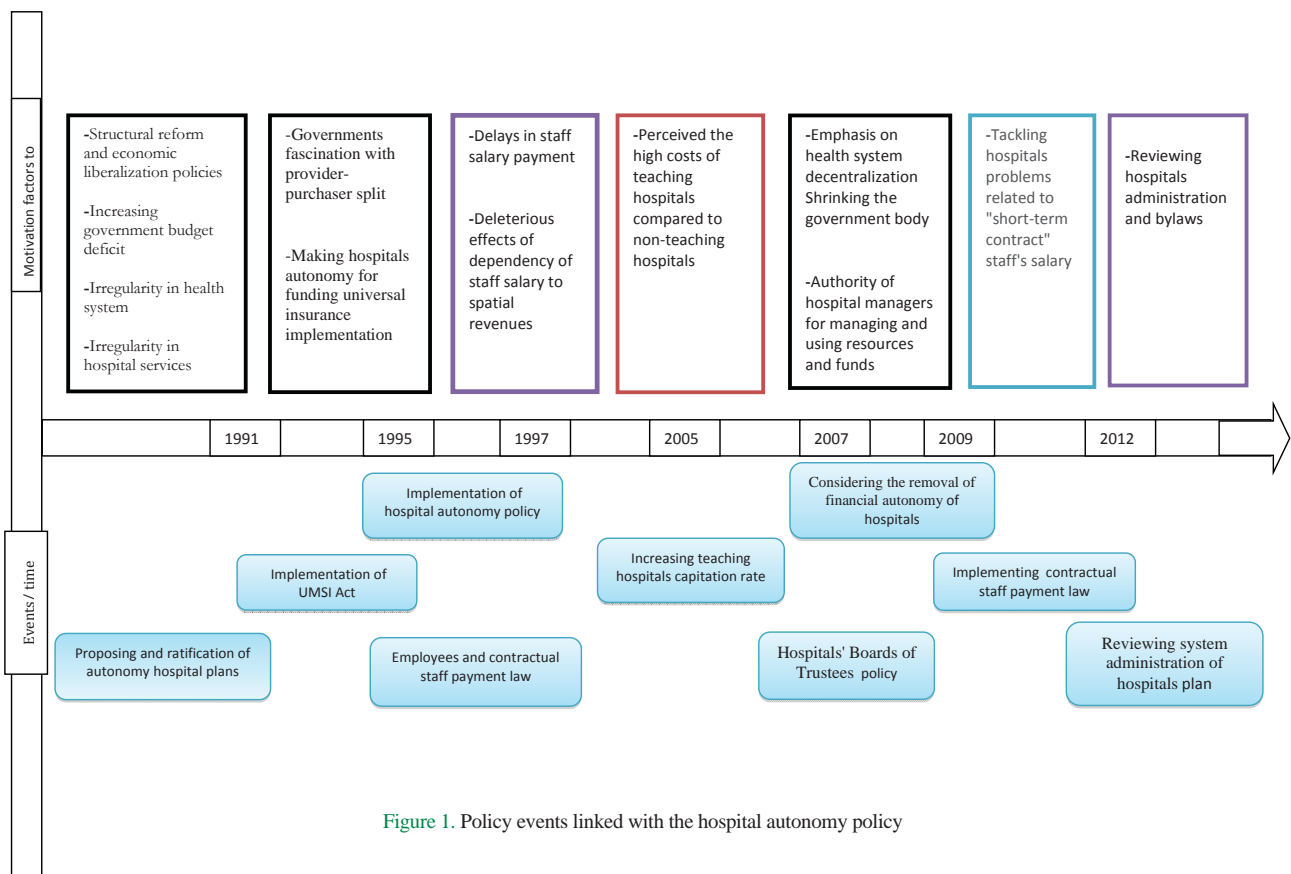 Motivation factors to
-Structural reform
and economic
liberalization policies
-Increasing
government budget
deficit
-Irregularity in health
system
-Irregularity in
hospital services
-Governments
fascination with
provider-
purchaser split
-Making hospitals
autonomy for
funding universal
insurance
implementation
-Delays in staff
salary payment
-Deleterious
effects of
dependency of
staff salary to
spatial
revenues
-Perceived the
high costs of
teaching
hospitals
compared to
non-teaching
hospitals
-Emphasis on
health system
decentralization
Shrinking the
government body
-Authority of
hospital managers
for managing and
using resources
and funds
-Tackling
hospitals
problems
related to
"short-term
contract"
staff's salary
-Reviewing
hospitals
administration
and bylaws
1991
1995
1997
2005
2007
2009
2012
Events / time
Implementation of
hospital autonomy policy
Considering the removal of
financial autonomy of
hospitals
Implementation of
UMSI Act
Increasing teaching
hospitals capitation rate
Implementing contractual
staff payment law
Proposing and ratification of
autonomy hospital plans
Employees and contractual
staff payment law
Hospitals' Boards of
Trustees policy
Reviewing system
administration of
hospitals plan
Figure 1. Policy events linked with the hospital autonomy policy